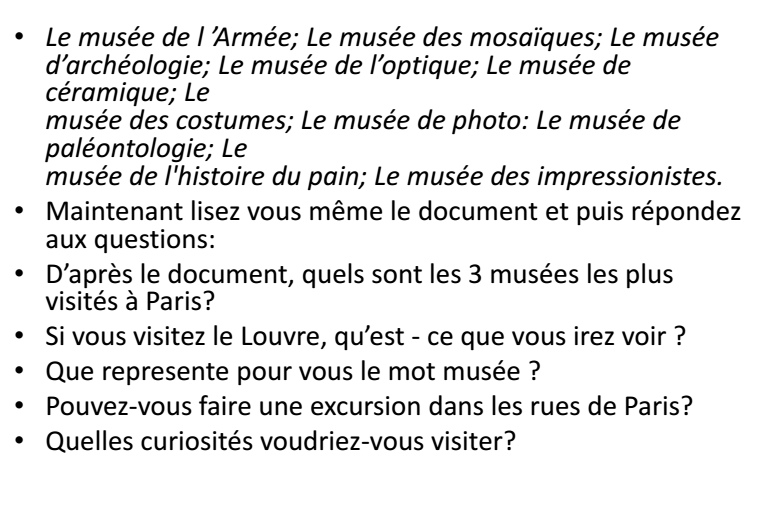 • Le musée de l ’Armée; Le musée des mosaïques; Le musée
d’archéologie; Le musée de l’optique; Le musée de
céramique; Le
musée des costumes; Le musée de photo: Le musée de
paléontologie; Le
musée de l'histoire du pain; Le musée des impressionistes.
• Maintenant lisez vous même le document et puis répondez
aux questions:
• D’après le document, quels sont les 3 musées les plus
visités à Paris?
• Si vous visitez le Louvre, qu’est - ce que vous irez voir ?
• Que represente pour vous le mot musée ?
• Pouvez-vous faire une excursion dans les rues de Paris?
• Quelles curiosités voudriez-vous visiter?